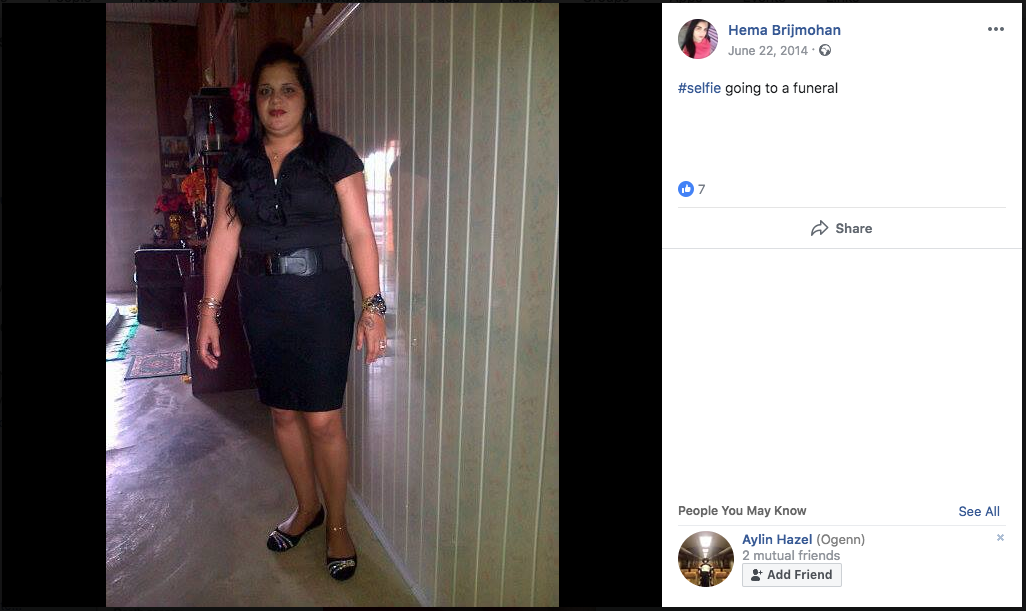 Hema Brijmohan
June 22, 2014 ·
#selfie going to a funeral
7
Share
People You May Know
See All
Aylin Hazel (Ogenn)
2 mutual friends
Add Friend